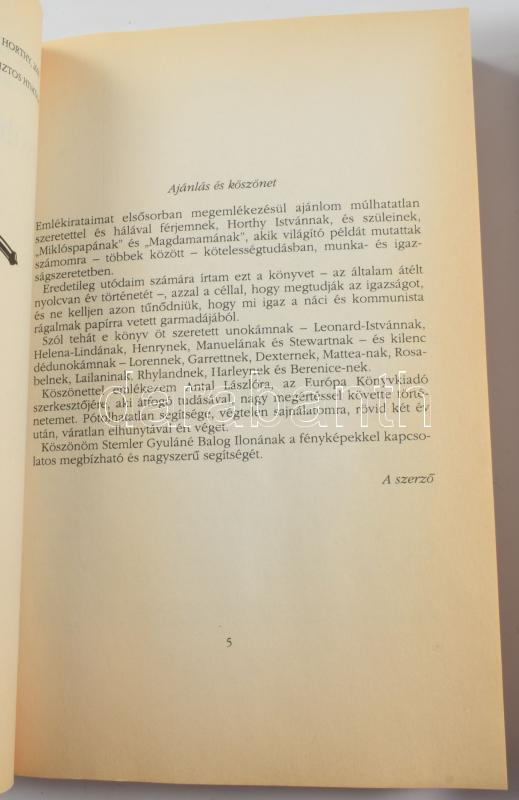 HORTHY
Ajánlás és köszönet
Emlékirataimat elsősorban megemlékezésül ajánlom múlhatatlan
szeretettel és hálával férjemnek, Horthy Istvánnak, és szüleinek,
„Miklóspapának" és „Magdamamának", akik világító példát mutattak
számomra – többek között – kötelességtudásban, munka- és igaz-
ságszeretetben.
Eredetileg utódaim számára írtam ezt a könyvet – az általam átélt
nyolcvan év történetét –, azzal a céllal, hogy megtudják az igazságot,
és ne kelljen azon tűnődniük, hogy mi igaz a náci és kommunista
rágalmak papírra vetett garmadájából.
Szól tehát e könyv öt szeretett unokámnak – Leonard-Istvánnak,
Helena-Lindának, Henrynek, Manuelának és Stewartnak – és kilenc
dédunokámnak – Lorennek, Garrettnek, Dexternek, Mattea-nak, Rosa-
belnek, Lailaninak, Rhylandnek, Harleynek és Berenice-nek.
Köszönettel emlékezem Antal Lászlóra, az Európa Könyvkiadó
szerkesztőjére, aki átfogó tudásával nagy megértéssel követte törté-
netemet. Pótolhatatlan segítsége, végtelen sajnálatomra, rövid két év
után, váratlan elhunytával ért véget.
Köszönöm Stemler Gyuláné Balog Ilonának a fényképekkel kapcso-
latos megbízható és nagyszerű segítségét.
A szerző
5
darabanth